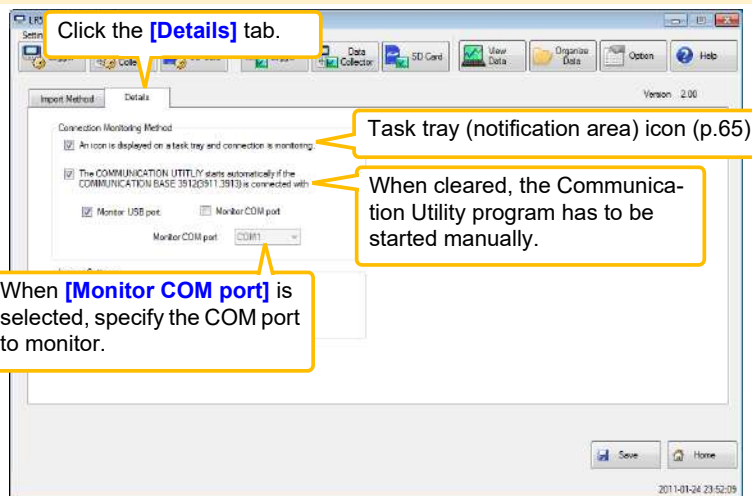 LR5
Click the [Details] tab.
Settin
Colle
Data
Collector
SD Card
View
Data
Organize
Data
Option
Help
Import Method
Details
Version 2.00
Connection Monitoring Method
Task tray (notification area) icon (p.65)
An icon is displayed on a task tray and connection is monitoring.
The COMMUNICATION UTITLIY starts automatically if the
COMMUNICATION BASE 3912(3911.3913) is connected with
When cleared, the Communica-
tion Utility program has to be
started manually.
Monitor USB port
Monitor COM port
Monitor COM port
COM1
When [Monitor COM port] is
selected, specify the COM port
to monitor.
Save
Home
2011-01-24 23:52:09